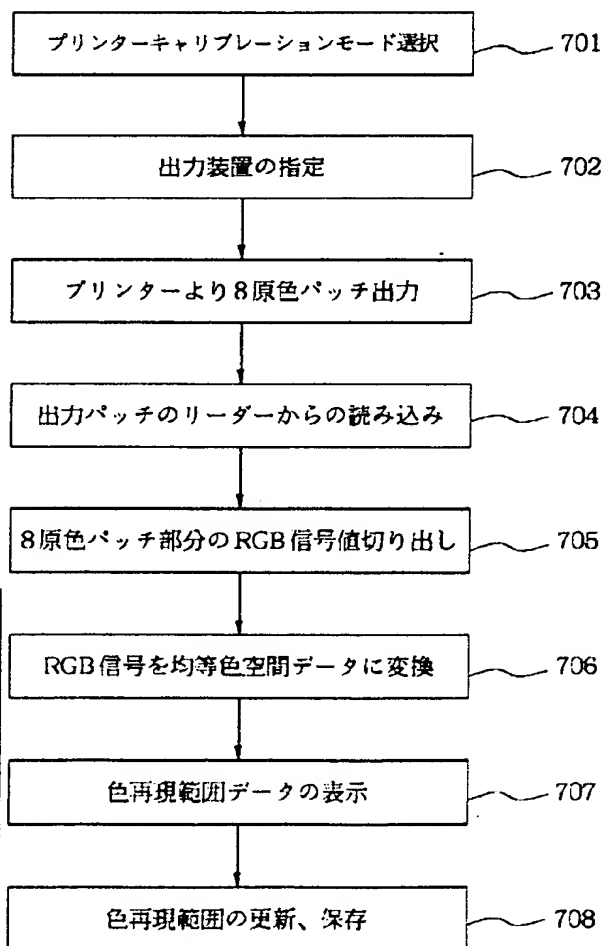 プリンターキャリブレーションモード選択 701
出力装置の指定 702
プリンターより8原色パッチ出力 703
出力パッチのリーダーからの読み込み 704
8原色パッチ部分のRGB信号値切り出し 705
RGB信号を均等色空間データに変換 706
色再現範囲データの表示 707
色再現範囲の更新、保存 708